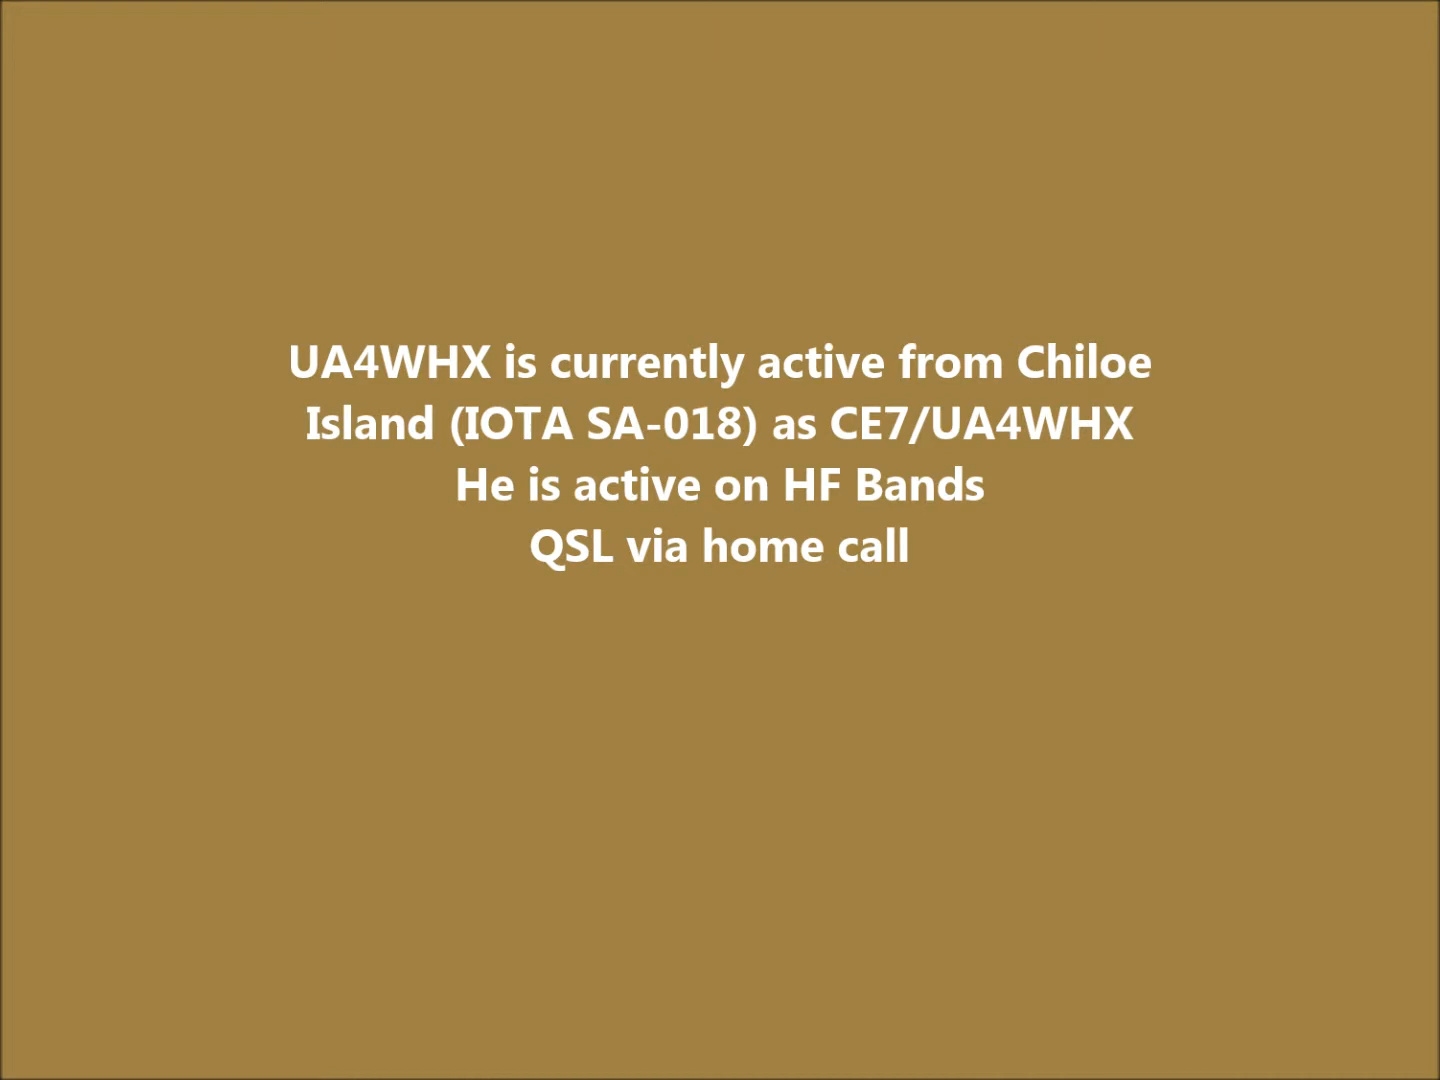 UA4WHX is currently active from Chiloe
Island (IOTA SA-018) as CE7/UA4WHX
He is active on HF Bands
QSL via home call